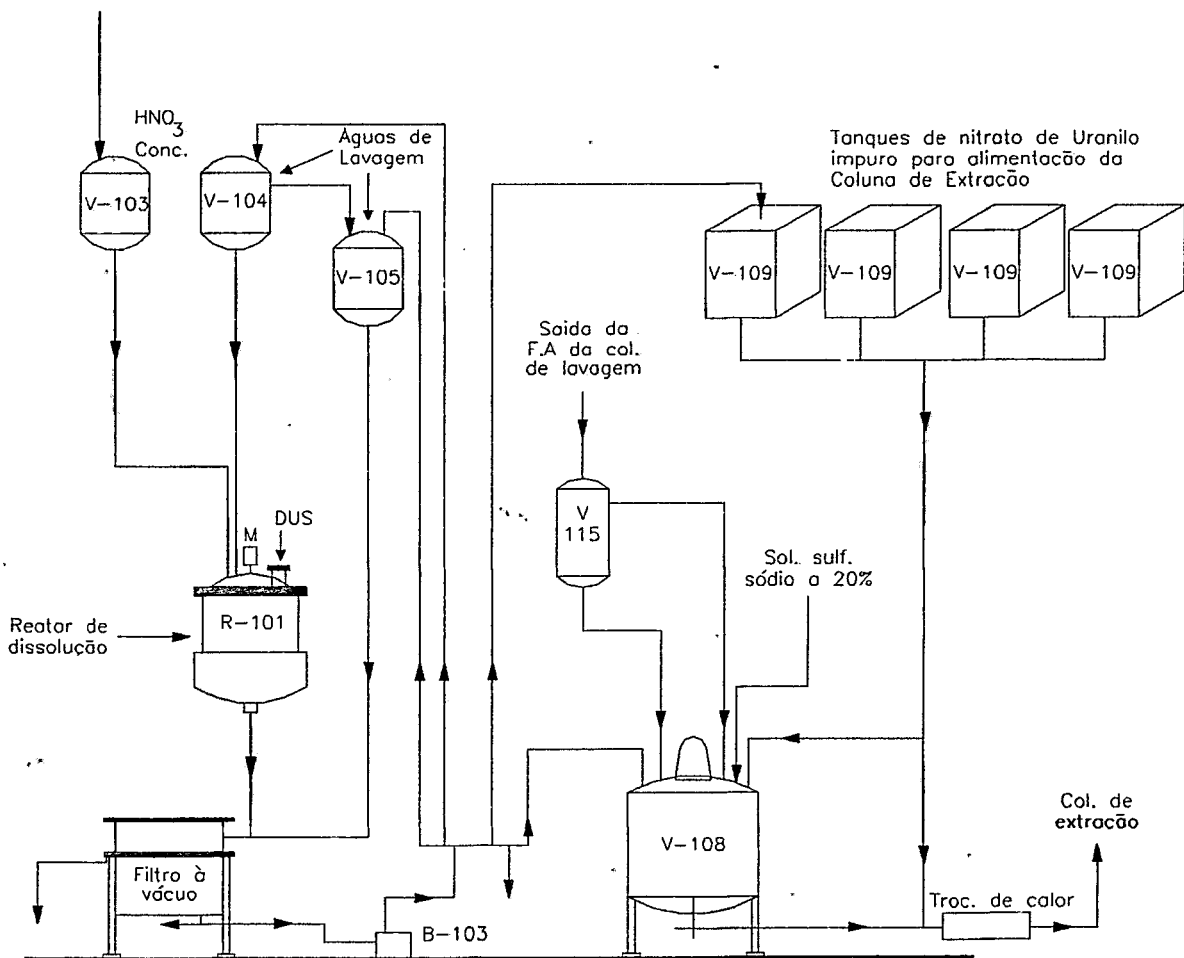 HNO3
Conc.
Aguas de
Lavagem
Tanques de nitrato de Uranilo
impuro para alimentação da
Coluna de Extração
V-103
V-104
V-105
V-109
V-109
V-109
V-109
Saida da
F.A da col.
de lavagem
V
115
M
DUS
Sol. sulf.
sódio a 20%
R-101
Reator de
dissolução
V-108
Col. de
extração
Filtro à
vácuo
B-103
Troc. de calor